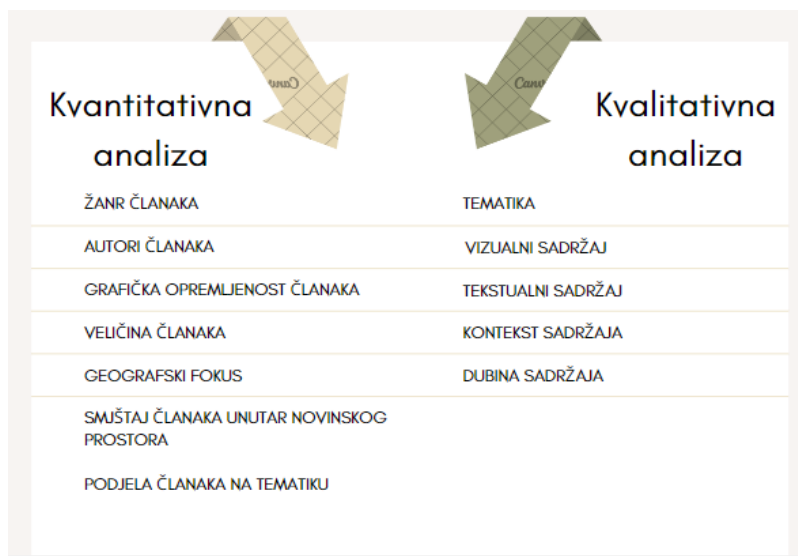 Kvantitativna
analiza
ŽANR ČLANAKA
AUTORI ČLANAKA
GRAFIČKA OPREMLJENOST ČLANAKA
VELIČINA ČLANAKA
GEOGRAFSKI FOKUS
SMJŠTAJ ČLANAKA UNUTAR NOVINSKOG
PROSTORA
PODJELA ČLANAKA NA TEMATIKU
Kvalitativna
analiza
TEMATIKA
VIZUALNI SADRŽAJ
TEKSTUALNI SADRŽAJ
KONTEKST SADRŽAJA
DUBINA SADRŽAJA